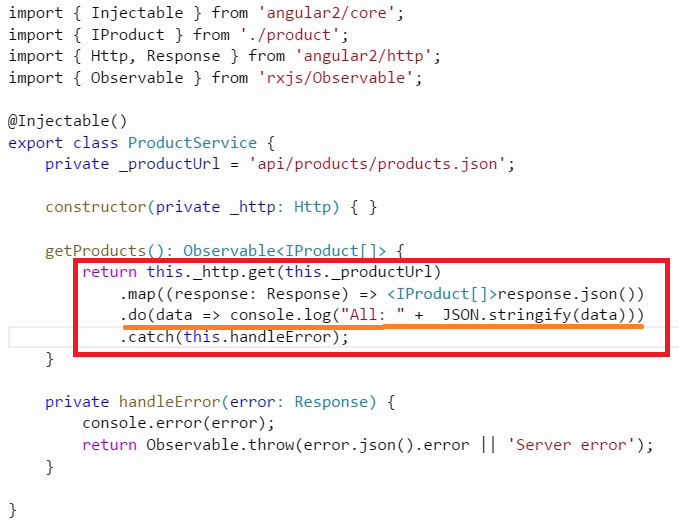 import { Injectable } from 'angular2/core';
import { IProduct } from './product';
import { Http, Response } from 'angular2/http';
import { Observable } from 'rxjs/Observable';

@Injectable()
export class ProductService {
    private _productUrl = 'api/products/products.json';

    constructor(private _http: Http) { }

    getProducts(): Observable<IProduct[]> {
        return this._http.get(this._productUrl)
            .map((response: Response) => <IProduct[]>response.json())
            .do(data => console.log("All: " +  JSON.stringify(data)))
            .catch(this.handleError);
    }

    private handleError(error: Response) {
        console.error(error);
        return Observable.throw(error.json().error || 'Server error');
    }

}